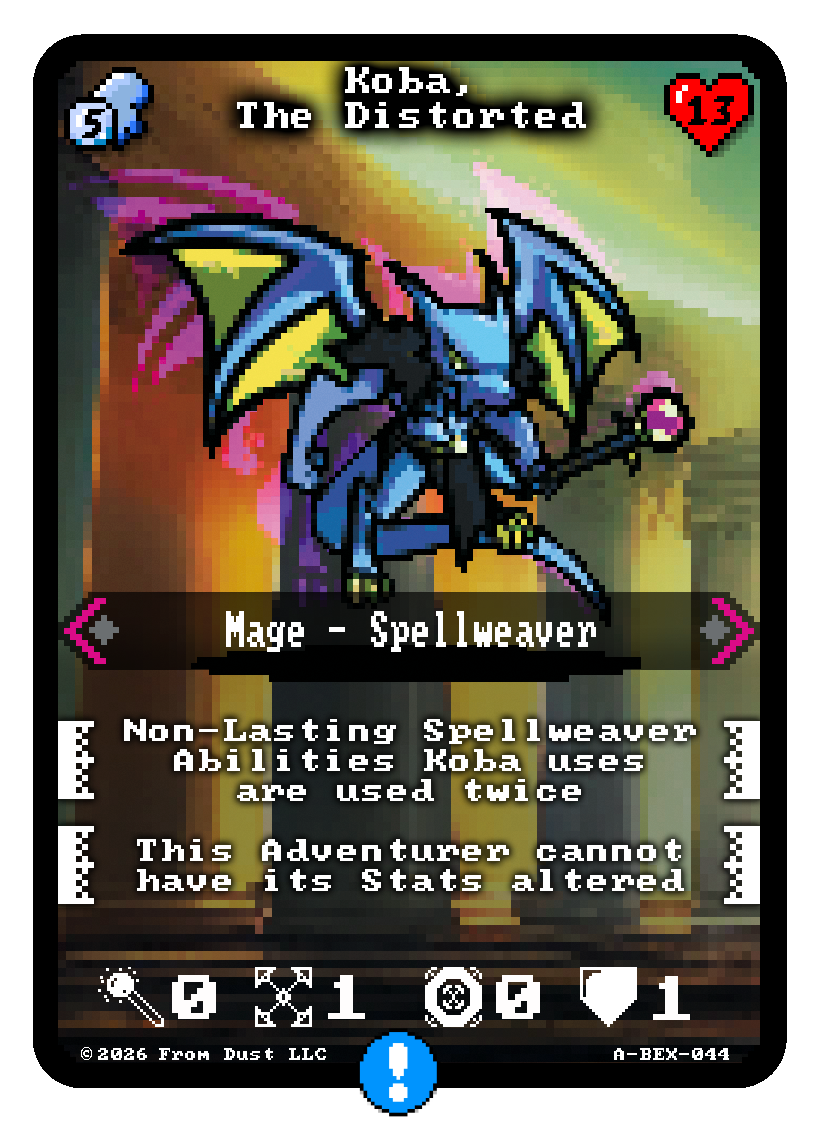 Koba,
5 The Distorted 13
Mage - Spellweaver
Non-Lasting Spellweaver
Abilities Koba uses
are used twice
This Adventurer cannot
have its Stats altered
0 1 0 1
©2026 From Dust LLC ! A-BEX-044